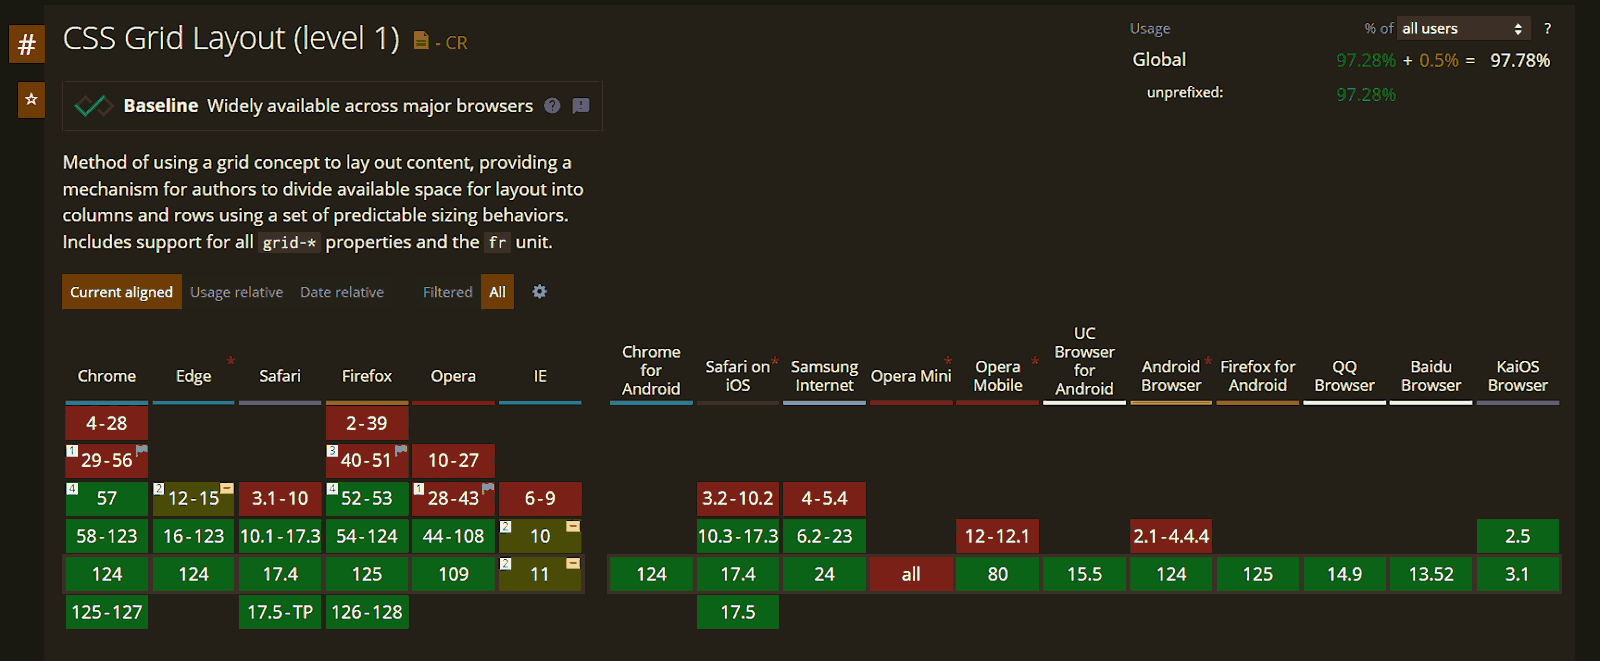 #
CSS Grid Layout (level 1) - CR
Usage % of all users ?
Global 97.28% + 0.5% = 97.78%
unprefixed: 97.28%
Baseline Widely available across major browsers ?
Method of using a grid concept to lay out content, providing a
mechanism for authors to divide available space for layout into
columns and rows using a set of predictable sizing behaviors.
Includes support for all grid-* properties and the fr unit.
Current aligned Usage relative Date relative Filtered All
Chrome Edge * Safari Firefox Opera IE
Chrome for Android
Safari on iOS *
Samsung Internet
Opera Mini *
Opera Mobile *
UC Browser for Android
Android Browser *
Firefox for Android
QQ Browser
Baidu Browser
KaiOS Browser
4-28 2-39
1 29-56 3 40-51 10-27
4 57 2 12-15 3.1-10 4 52-53 1 28-43 6-9 3.2-10.2 4-5.4
58-123 16-123 10.1-17.3 54-124 44-108 2 10 10.3-17.3 6.2-23 12-12.1 2.1-4.4.4 2.5
124 124 17.4 125 109 2 11 124 17.4 24 all 80 15.5 124 125 14.9 13.52 3.1
125-127 17.5-TP 126-128 17.5